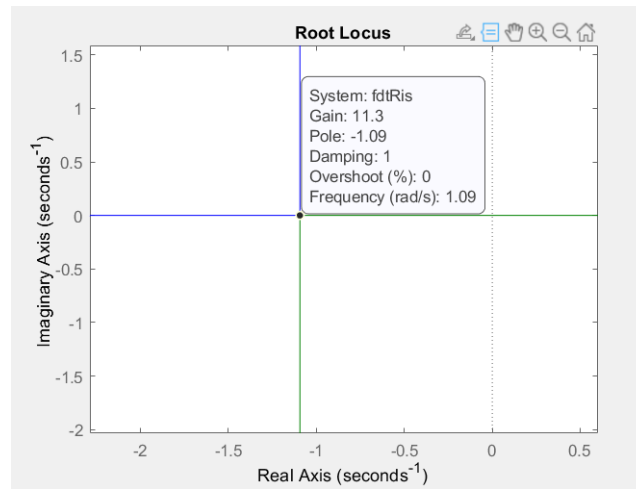 Root Locus
1.5
1
0.5
0
-0.5
-1
-1.5
-2
Imaginary Axis (seconds⁻¹)
System: fdtRis
Gain: 11.3
Pole: -1.09
Damping: 1
Overshoot (%): 0
Frequency (rad/s): 1.09
-2 -1.5 -1 -0.5 0 0.5
Real Axis (seconds⁻¹)